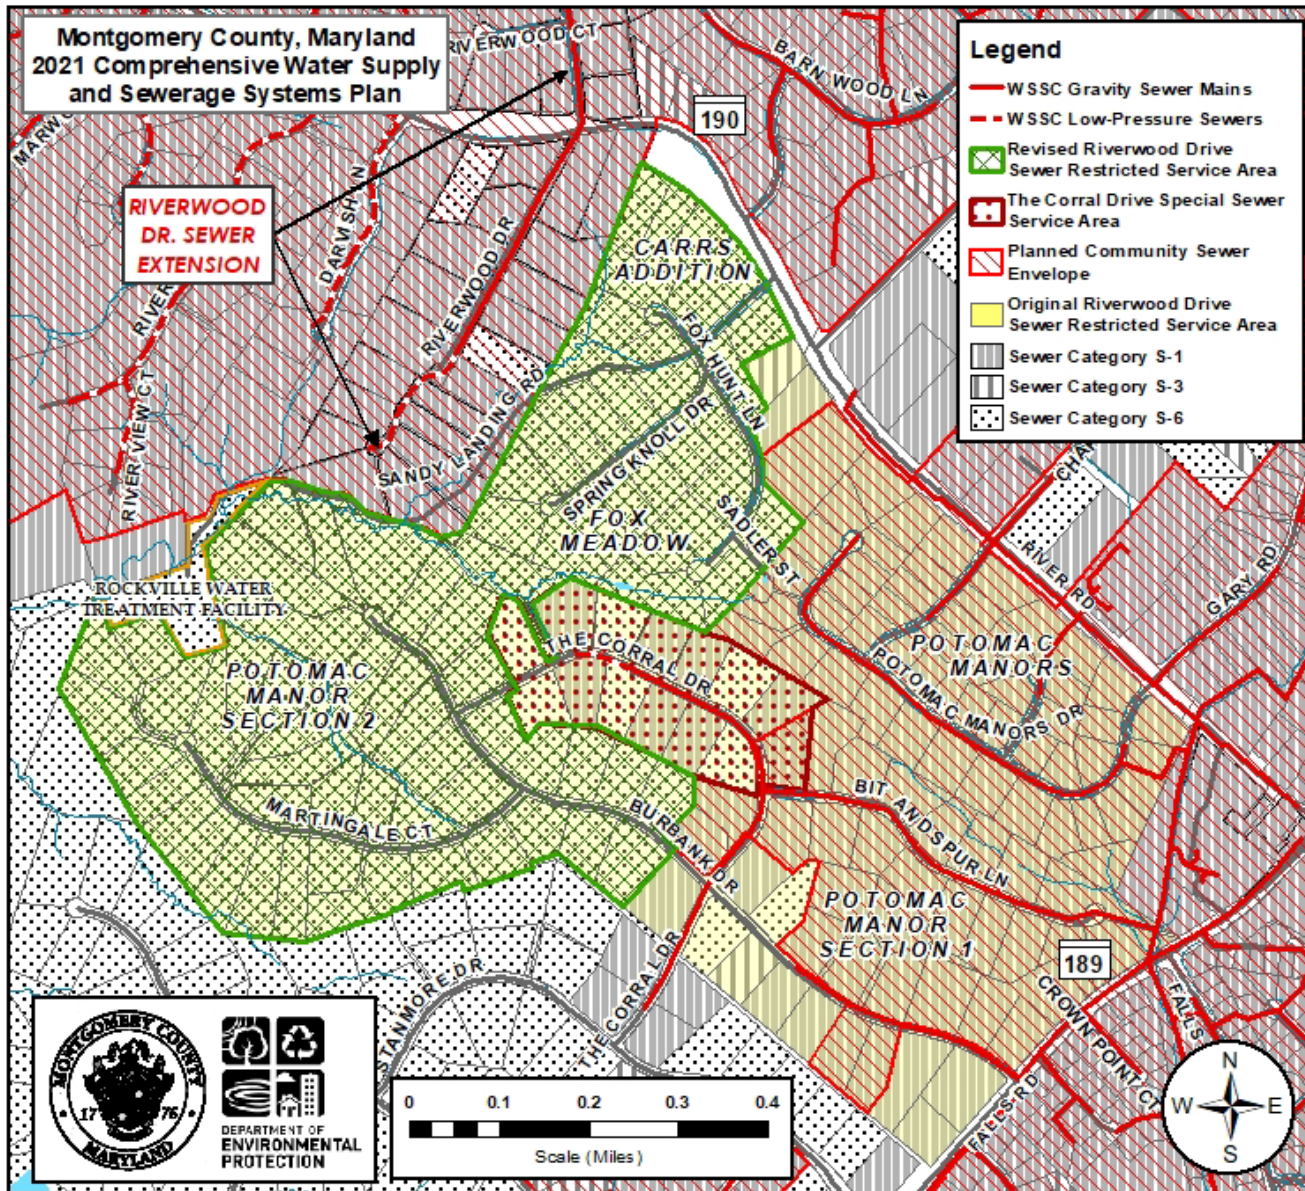 Montgomery County, Maryland
2021 Comprehensive Water Supply
and Sewerage Systems Plan
Legend
WSSC Gravity Sewer Mains
WSSC Low-Pressure Sewers
Revised Riverwood Drive
Sewer Restricted Service Area
The Corral Drive Special Sewer
Service Area
Planned Community Sewer
Envelope
Original Riverwood Drive
Sewer Restricted Service Area
Sewer Category S-1
Sewer Category S-3
Sewer Category S-6
RIVERWOOD CT
BARN WOOD LN
190
RIVERWOOD
DR. SEWER
EXTENSION
DARVISH LN
RIVERWOOD DR
CARRS
ADDITION
FOX HUNT LN
RIVER VIEW CT
SANDY LANDING RD
SPRING KNOLL DR
FOX
MEADOW
SADLER ST
RIVER RD
GARY RD
ROCKVILLE WATER
TREATMENT FACILITY
THE CORRAL DR
POTOMAC
MANORS
POTOMAC MANORS DR
POTOMAC
MANOR
SECTION 2
MARTINGALE CT
BURBANK DR
BIT AND SPUR LN
POTOMAC
MANOR
SECTION 1
189
STANMORE DR
THE CORRAL DR
CROWN POINT CT
FALLS
FALLS RD
MONTGOMERY COUNTY
17 76
MARYLAND
DEPARTMENT OF
ENVIRONMENTAL
PROTECTION
0 0.1 0.2 0.3 0.4
Scale (Miles)
N
W E
S